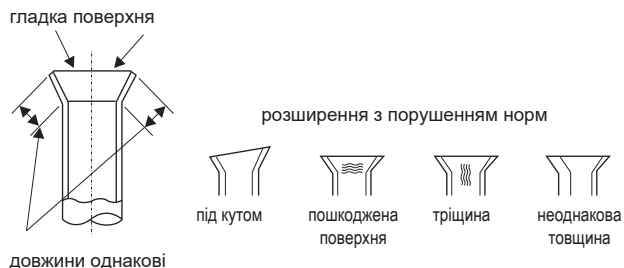 гладка поверхня
розширення з порушенням норм
під кутом
пошкоджена
поверхня
тріщина
неоднакова
товщина
довжини однакові